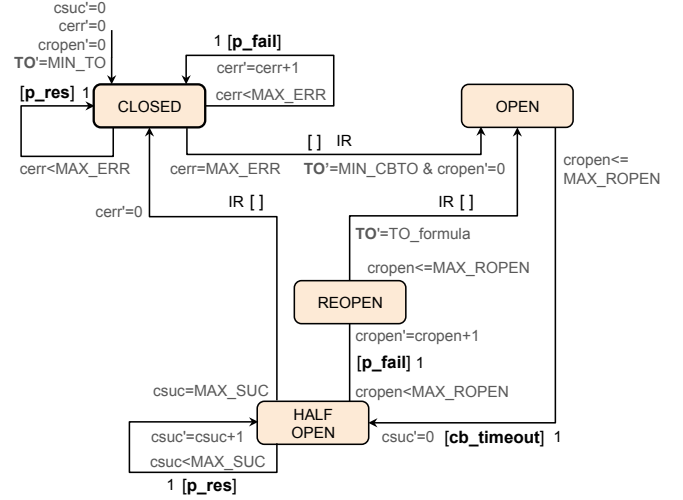 csuc'=0
cerr'=0
cropen'=0
TO'=MIN_TO
1 [p_fail]
cerr'=cerr+1
cerr<MAX_ERR
[p_res] 1
CLOSED
OPEN
cerr<MAX_ERR
[ ] IR
cerr=MAX_ERR
TO'=MIN_CBTO & cropen'=0
cropen<=
MAX_ROPEN
cerr'=0
IR [ ]
IR [ ]
TO'=TO_formula
cropen<=MAX_ROPEN
REOPEN
cropen'=cropen+1
[p_fail] 1
cropen<MAX_ROPEN
csuc=MAX_SUC
HALF
OPEN
csuc'=csuc+1
csuc<MAX_SUC
csuc'=0 [cb_timeout] 1
1 [p_res]